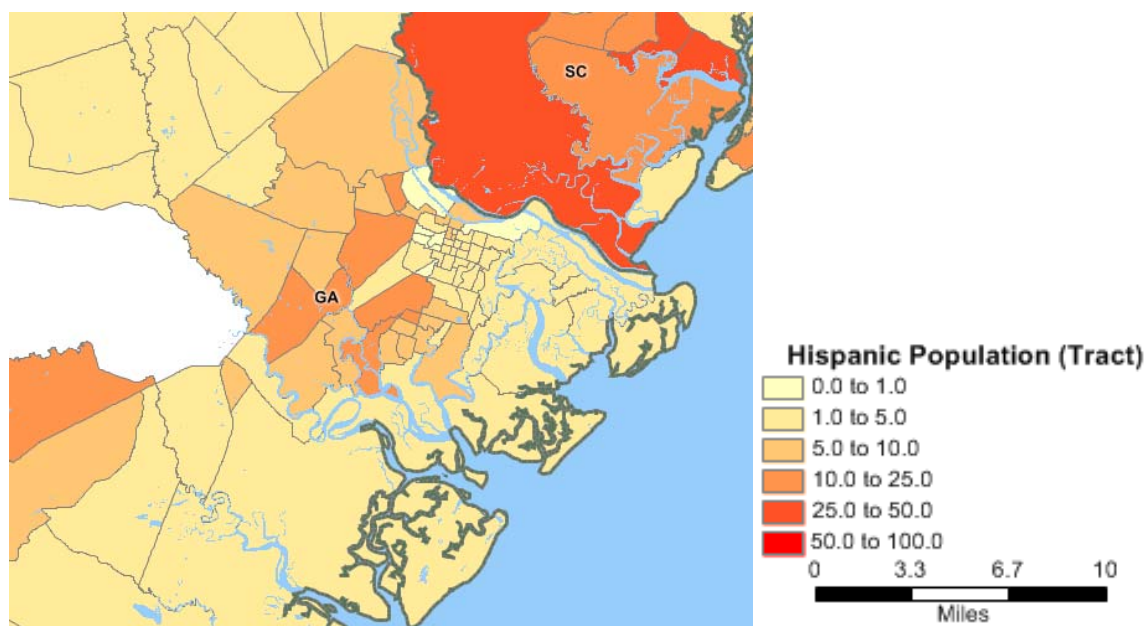 SC
GA
Hispanic Population (Tract)
0.0 to 1.0
1.0 to 5.0
5.0 to 10.0
10.0 to 25.0
25.0 to 50.0
50.0 to 100.0
0 3.3 6.7 10
Miles